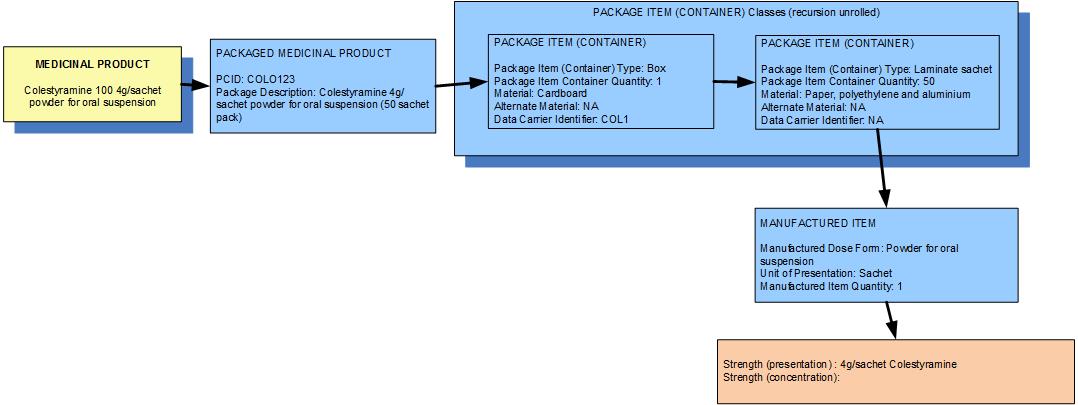 MEDICINAL PRODUCT
Colestyramine 100 4g/sachet
powder for oral suspension
PACKAGED MEDICINAL PRODUCT
PCID: COLO123
Package Description: Colestyramine 4g/
sachet powder for oral suspension (50 sachet
pack)
PACKAGE ITEM (CONTAINER) Classes (recursion unrolled)
PACKAGE ITEM (CONTAINER)
Package Item (Container) Type: Box
Package Item Container Quantity: 1
Material: Cardboard
Alternate Material: NA
Data Carrier Identifier: COL1
PACKAGE ITEM (CONTAINER)
Package Item (Container) Type: Laminate sachet
Package Item Container Quantity: 50
Material: Paper, polyethylene and aluminium
Alternate Material: NA
Data Carrier Identifier: NA
MANUFACTURED ITEM
Manufactured Dose Form: Powder for oral
suspension
Unit of Presentation: Sachet
Manufactured Item Quantity: 1
Strength (presentation) : 4g/sachet Colestyramine
Strength (concentration):